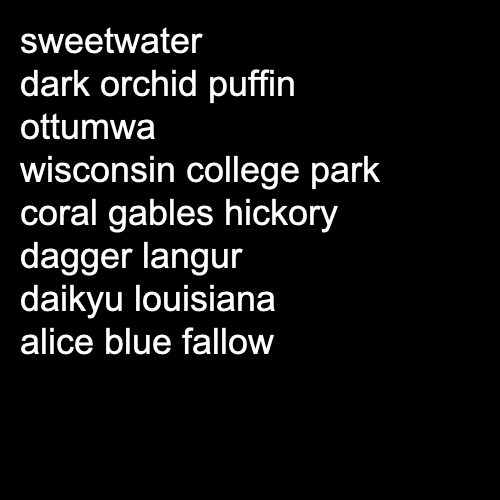 sweetwater
dark orchid puffin
ottumwa
wisconsin college park
coral gables hickory
dagger langur
daikyu louisiana
alice blue fallow